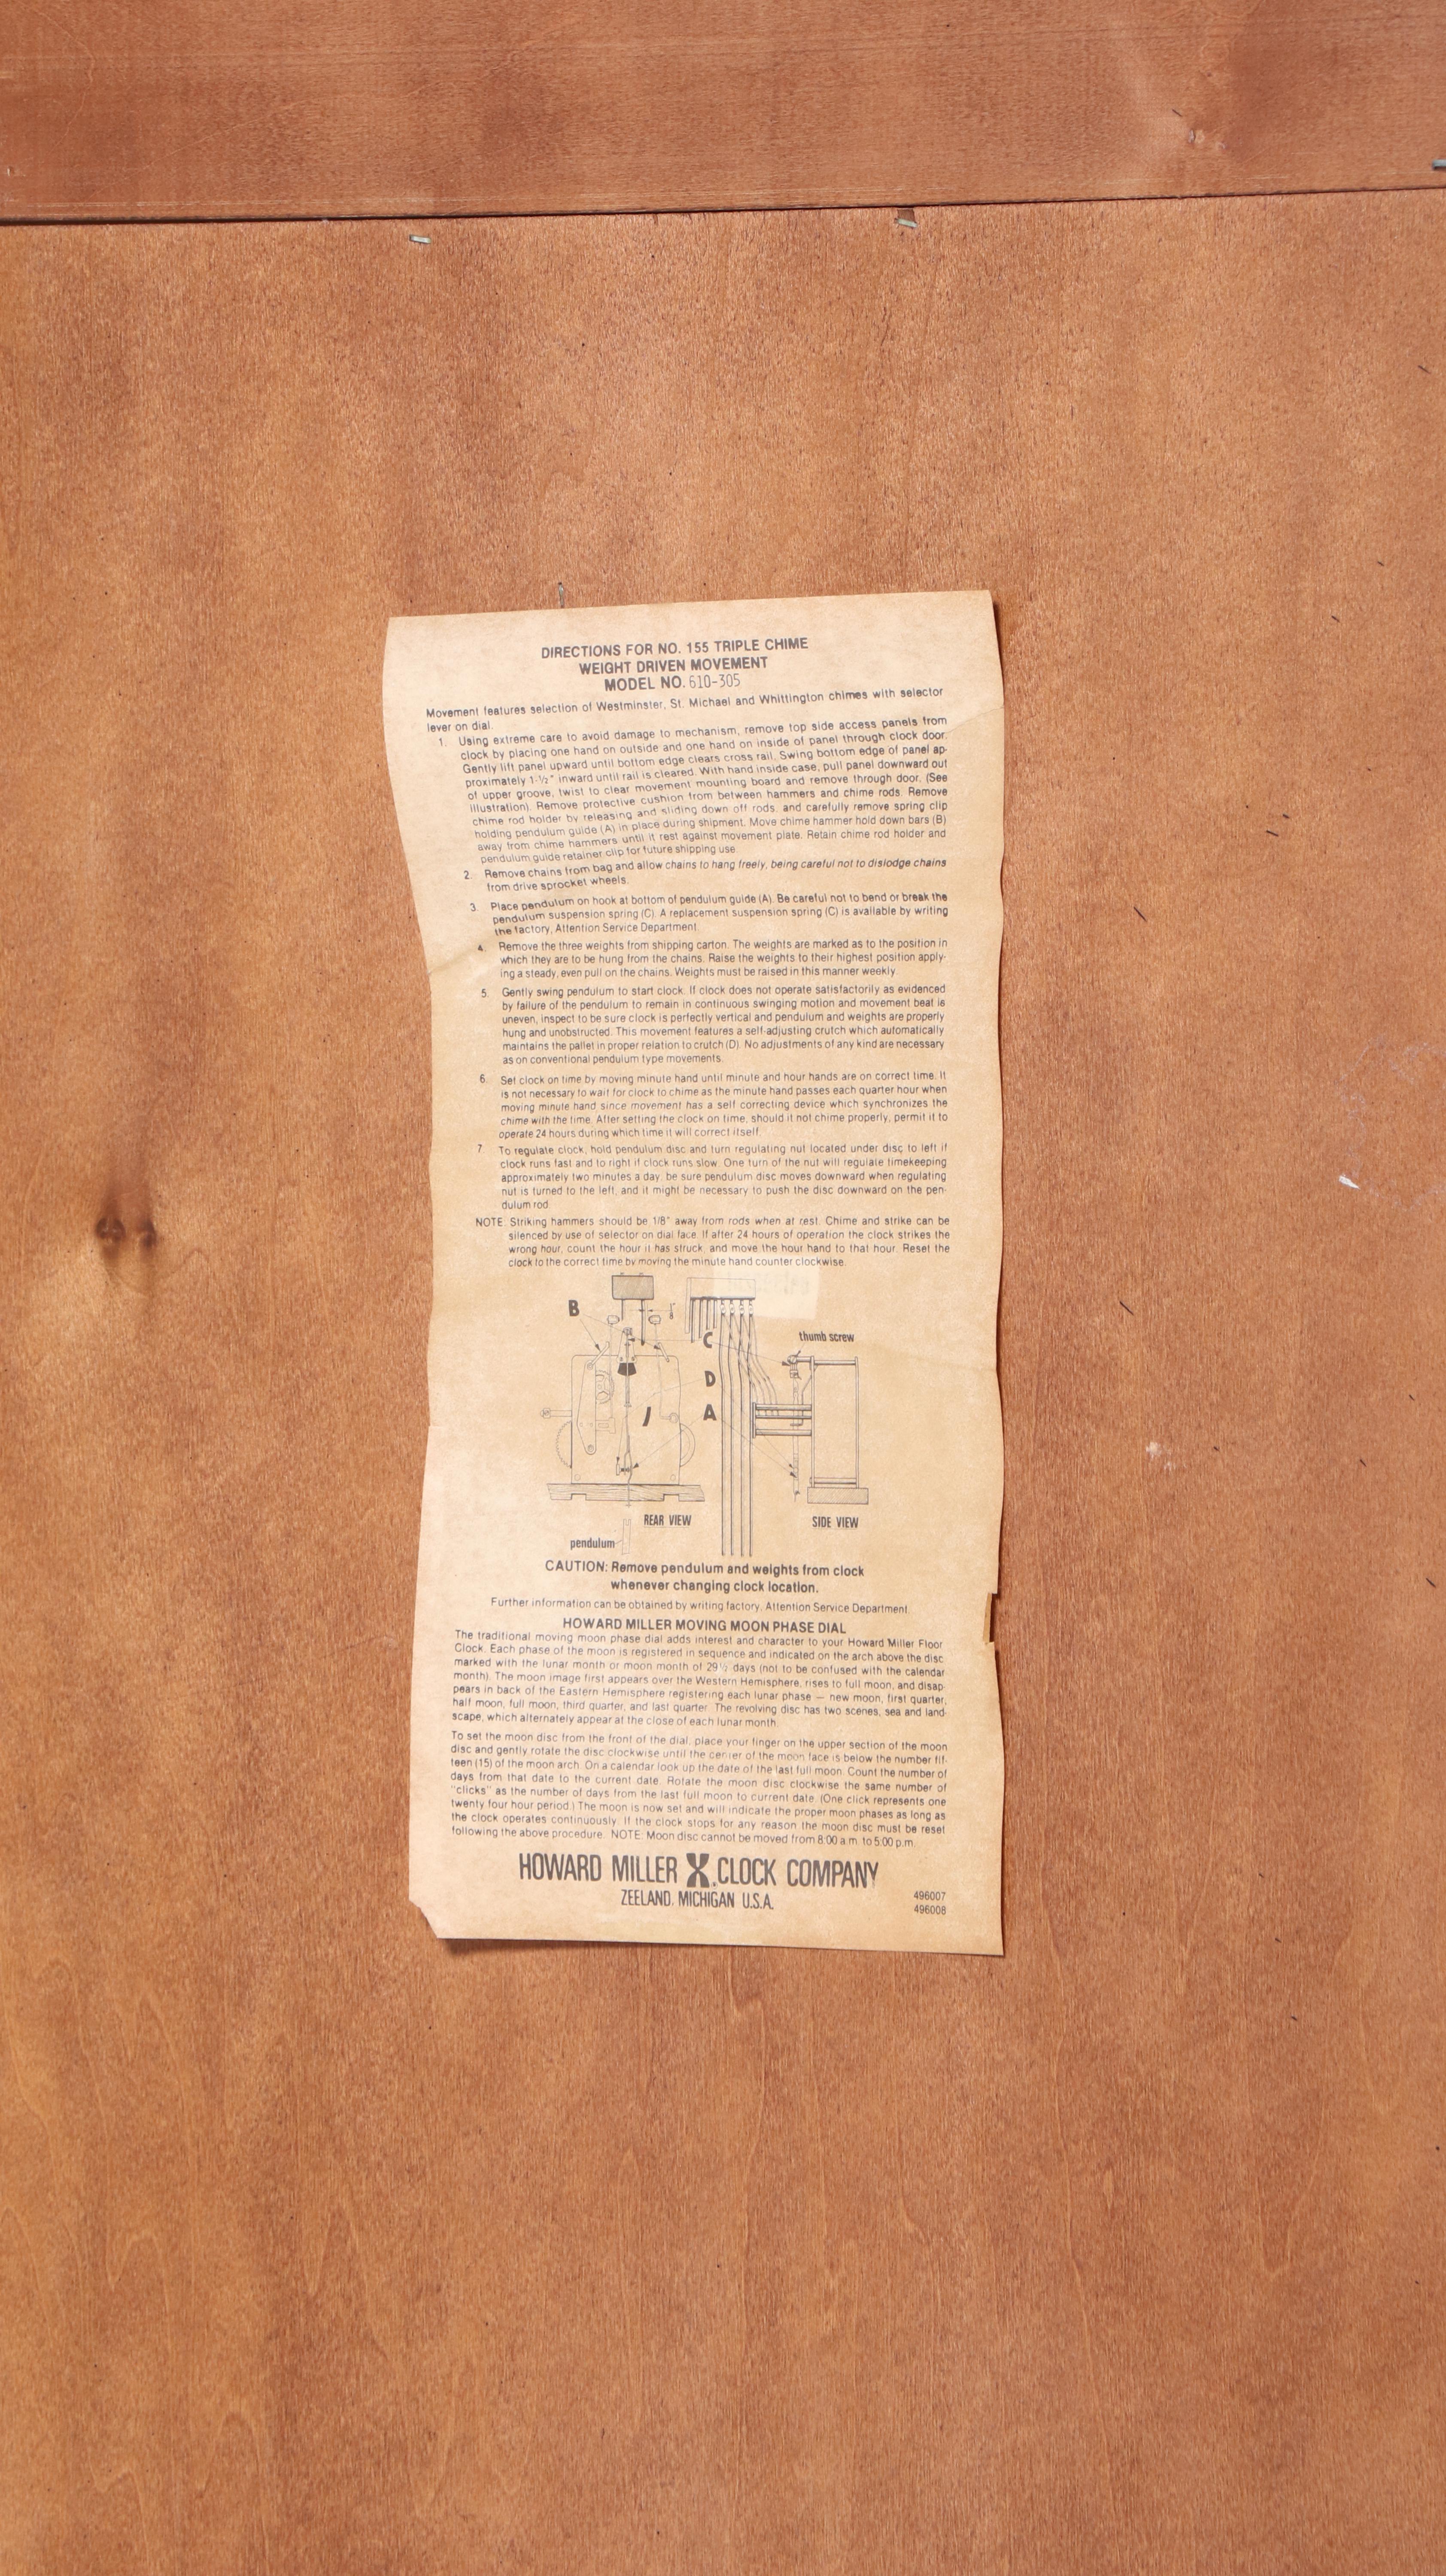 DIRECTIONS FOR NO. 155 TRIPLE CHIME
WEIGHT DRIVEN MOVEMENT
MODEL NO. 610-305
Movement features selection of Westminster, St. Michael and Whittington chimes with selector
lever on dial.
1. Using extreme care to avoid damage to mechanism, remove top side access panels from
clock by placing one hand on outside and one hand on inside of panel through clock door.
Gently lift panel upward until bottom edge clears cross rail. Swing bottom edge of panel ap-
proximately 1-½" inward until rail is cleared. With hand inside case, pull panel downward out
of upper groove, twist to clear movement mounting board and remove through door. (See
illustration). Remove protective cushion from between hammers and chime rods. Remove
chime rod holder by releasing and sliding down off rods, and carefully remove spring clip
holding pendulum guide (A) in place during shipment. Move chime hammer hold down bars (B)
away from chime hammers until it rest against movement plate. Retain chime rod holder and
pendulum guide retainer clip for future shipping use.
2. Remove chains from bag and allow chains to hang freely, being careful not to dislodge chains
from drive sprocket wheels.
3. Place pendulum on hook at bottom of pendulum guide (A). Be careful not to bend or break the
pendulum suspension spring (C). A replacement suspension spring (C) is available by writing
the factory, Attention Service Department.
4. Remove the three weights from shipping carton. The weights are marked as to the position in
which they are to be hung from the chains. Raise the weights to their highest position apply-
ing a steady, even pull on the chains. Weights must be raised in this manner weekly.
5. Gently swing pendulum to start clock. If clock does not operate satisfactorily as evidenced
by failure of the pendulum to remain in continuous swinging motion and movement beat is
uneven, inspect to be sure clock is perfectly vertical and pendulum and weights are properly
hung and unobstructed. This movement features a self-adjusting crutch which automatically
maintains the pallet in proper relation to crutch (D). No adjustments of any kind are necessary
as on conventional pendulum type movements.
6. Set clock on time by moving minute hand until minute and hour hands are on correct time. It
is not necessary to wait for clock to chime as the minute hand passes each quarter hour when
moving minute hand since movement has a self correcting device which synchronizes the
chime with the time. After setting the clock on time, should it not chime properly, permit it to
operate 24 hours during which time it will correct itself.
7. To regulate clock, hold pendulum disc and turn regulating nut located under disc to left if
clock runs fast and to right if clock runs slow. One turn of the nut will regulate timekeeping
approximately two minutes a day. be sure pendulum disc moves downward when regulating
nut is turned to the left, and it might be necessary to push the disc downward on the pen-
dulum rod.
NOTE: Striking hammers should be 1/8" away from rods when at rest. Chime and strike can be
silenced by use of selector on dial face. If after 24 hours of operation the clock strikes the
wrong hour, count the hour it has struck, and move the hour hand to that hour. Reset the
clock to the correct time by moving the minute hand counter clockwise.
B
C
thumb screw
D
A
REAR VIEW
SIDE VIEW
pendulum
CAUTION: Remove pendulum and weights from clock
whenever changing clock location.
Further information can be obtained by writing factory, Attention Service Department.
HOWARD MILLER MOVING MOON PHASE DIAL
The traditional moving moon phase dial adds interest and character to your Howard Miller Floor
Clock. Each phase of the moon is registered in sequence and indicated on the arch above the disc
marked with the lunar month or moon month of 29½ days (not to be confused with the calendar
month). The moon image first appears over the Western Hemisphere, rises to full moon, and disap-
pears in back of the Eastern Hemisphere registering each lunar phase — new moon, first quarter,
half moon, full moon, third quarter, and last quarter. The revolving disc has two scenes, sea and land-
scape, which alternately appear at the close of each lunar month.
To set the moon disc from the front of the dial, place your finger on the upper section of the moon
disc and gently rotate the disc clockwise until the center of the moon face is below the number fif-
teen (15) of the moon arch. On a calendar look up the date of the last full moon. Count the number of
days from that date to the current date. Rotate the moon disc clockwise the same number of
"clicks" as the number of days from the last full moon to current date. (One click represents one
twenty four hour period.) The moon is now set and will indicate the proper moon phases as long as
the clock operates continuously. If the clock stops for any reason the moon disc must be reset
following the above procedure. NOTE: Moon disc cannot be moved from 8:00 a.m. to 5:00 p.m.
HOWARD MILLER CLOCK COMPANY
ZEELAND, MICHIGAN U.S.A.
496007
496008